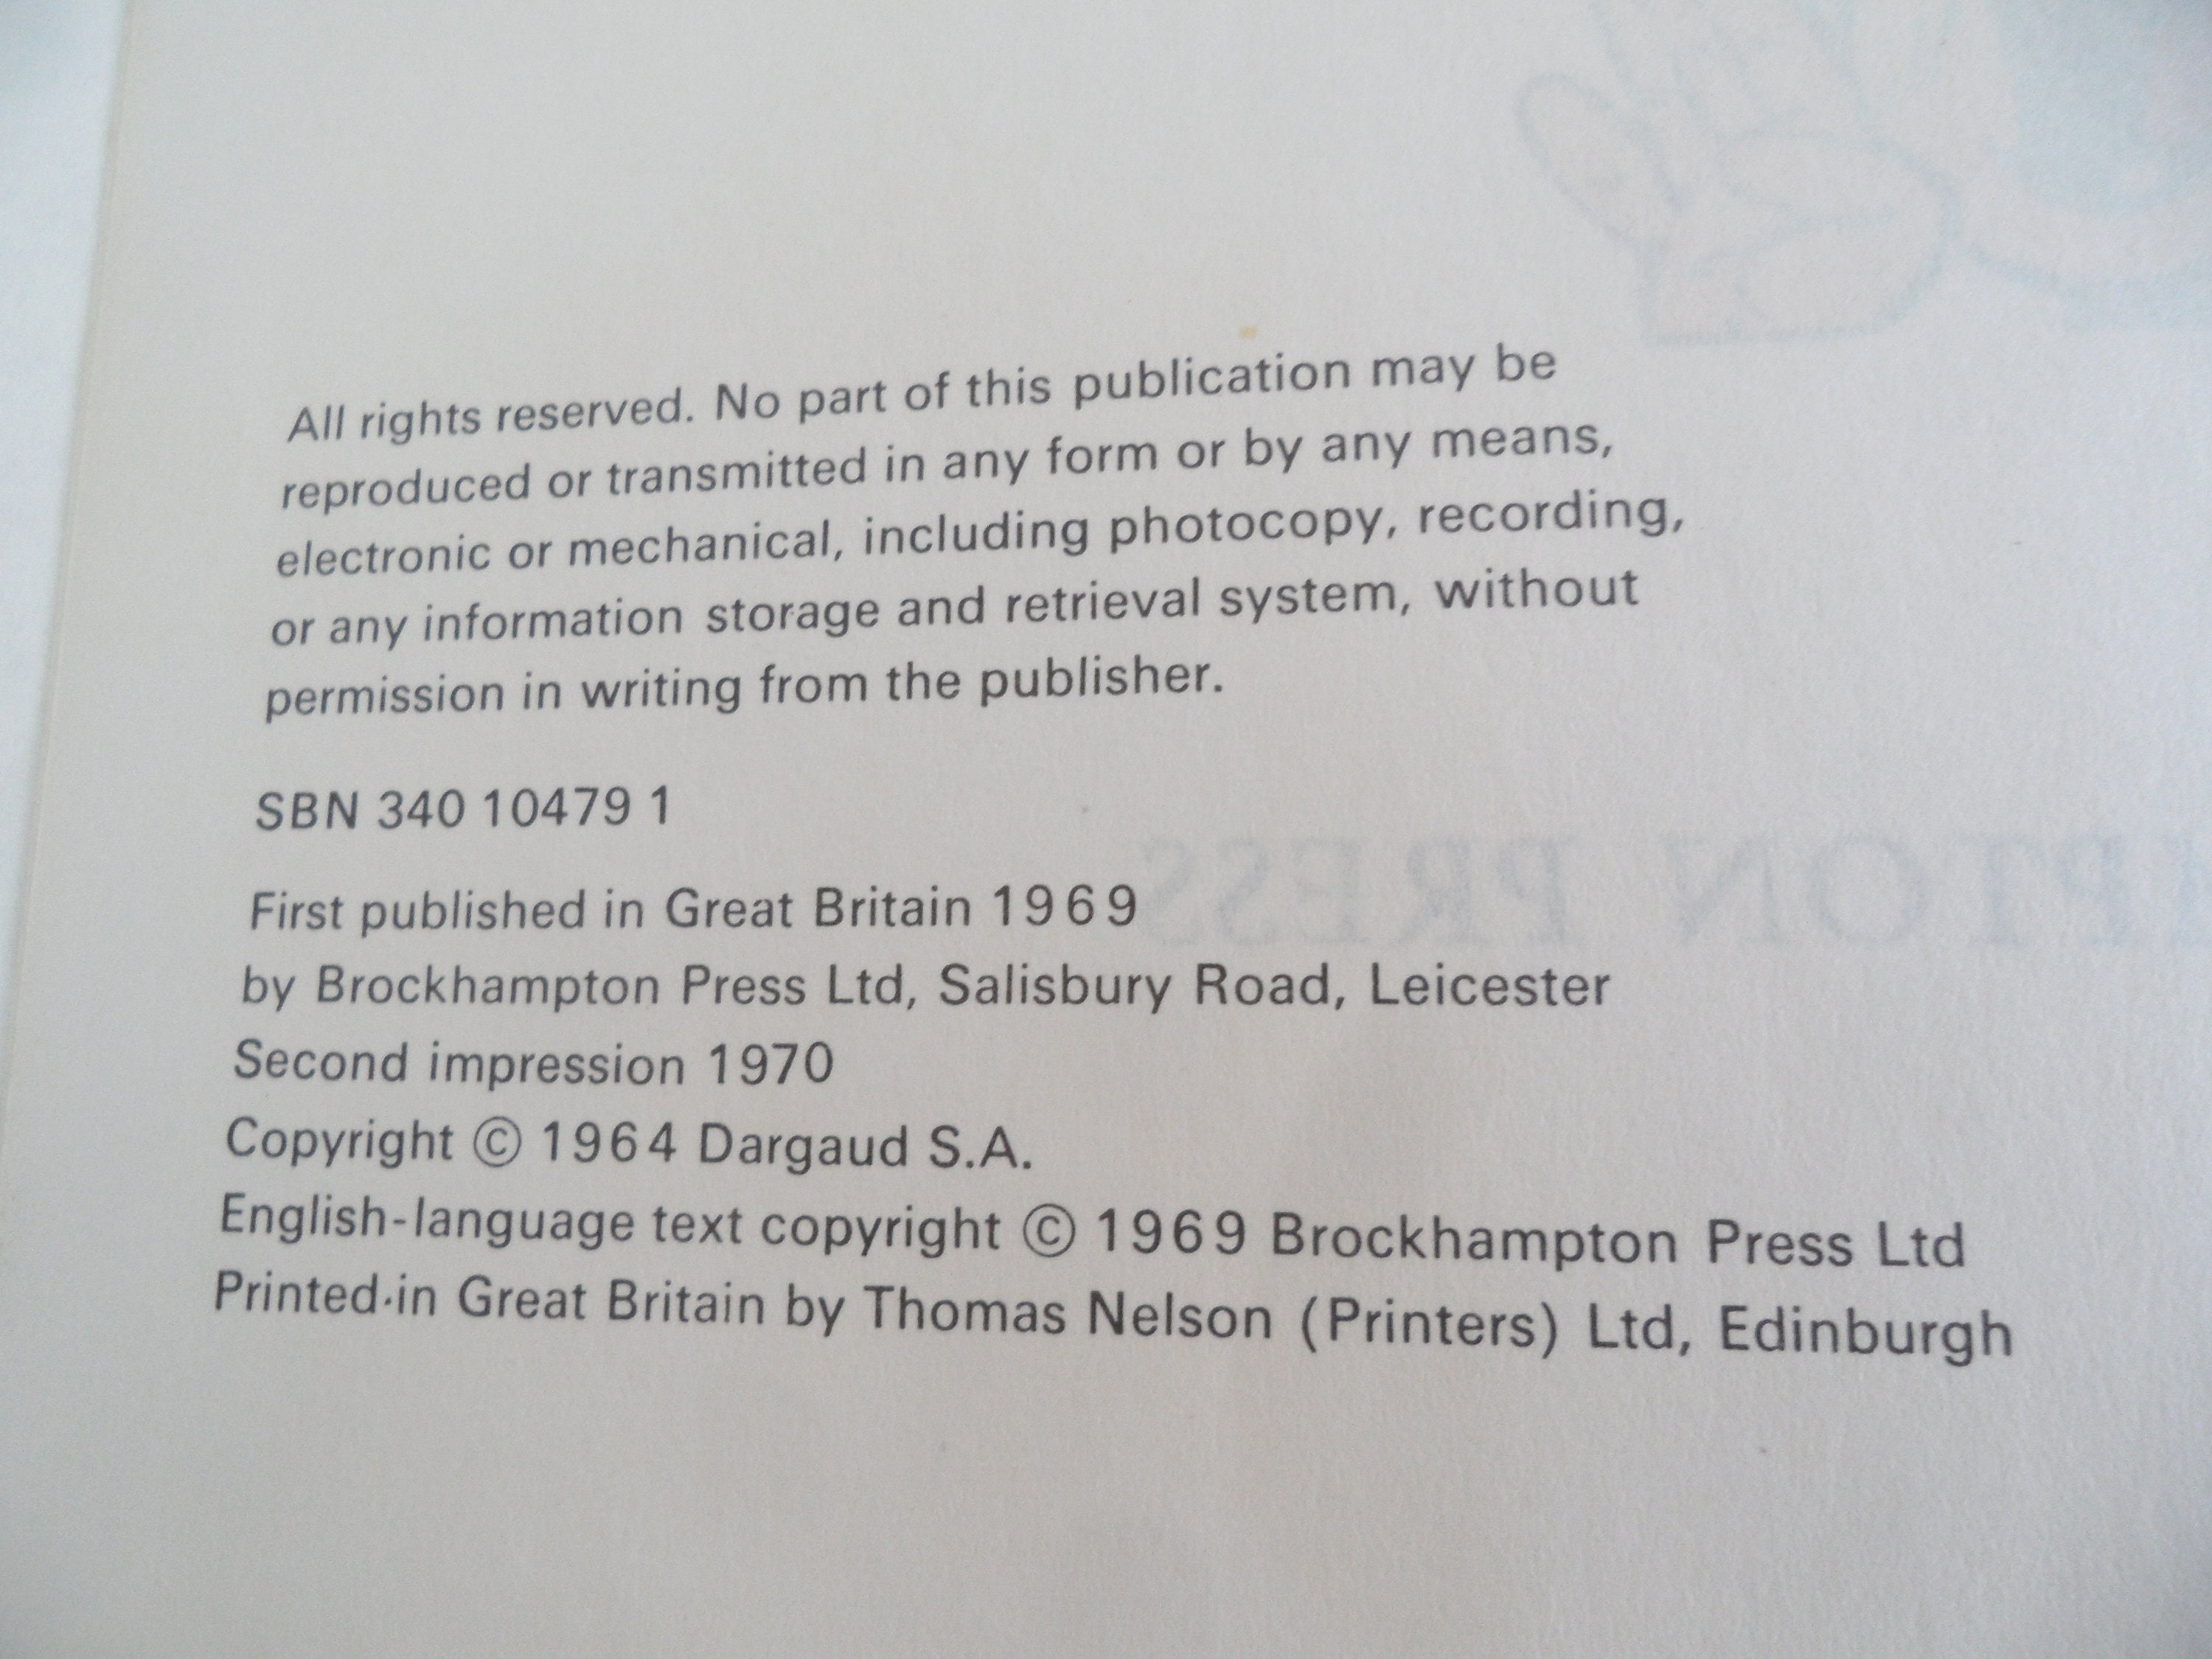 All rights reserved. No part of this publication may be
reproduced or transmitted in any form or by any means,
electronic or mechanical, including photocopy, recording,
or any information storage and retrieval system, without
permission in writing from the publisher.
SBN 340 10479 1
First published in Great Britain 1969
by Brockhampton Press Ltd, Salisbury Road, Leicester
Second impression 1970
Copyright © 1964 Dargaud S.A.
English-language text copyright © 1969 Brockhampton Press Ltd
Printed in Great Britain by Thomas Nelson (Printers) Ltd, Edinburgh
PTON PRESS